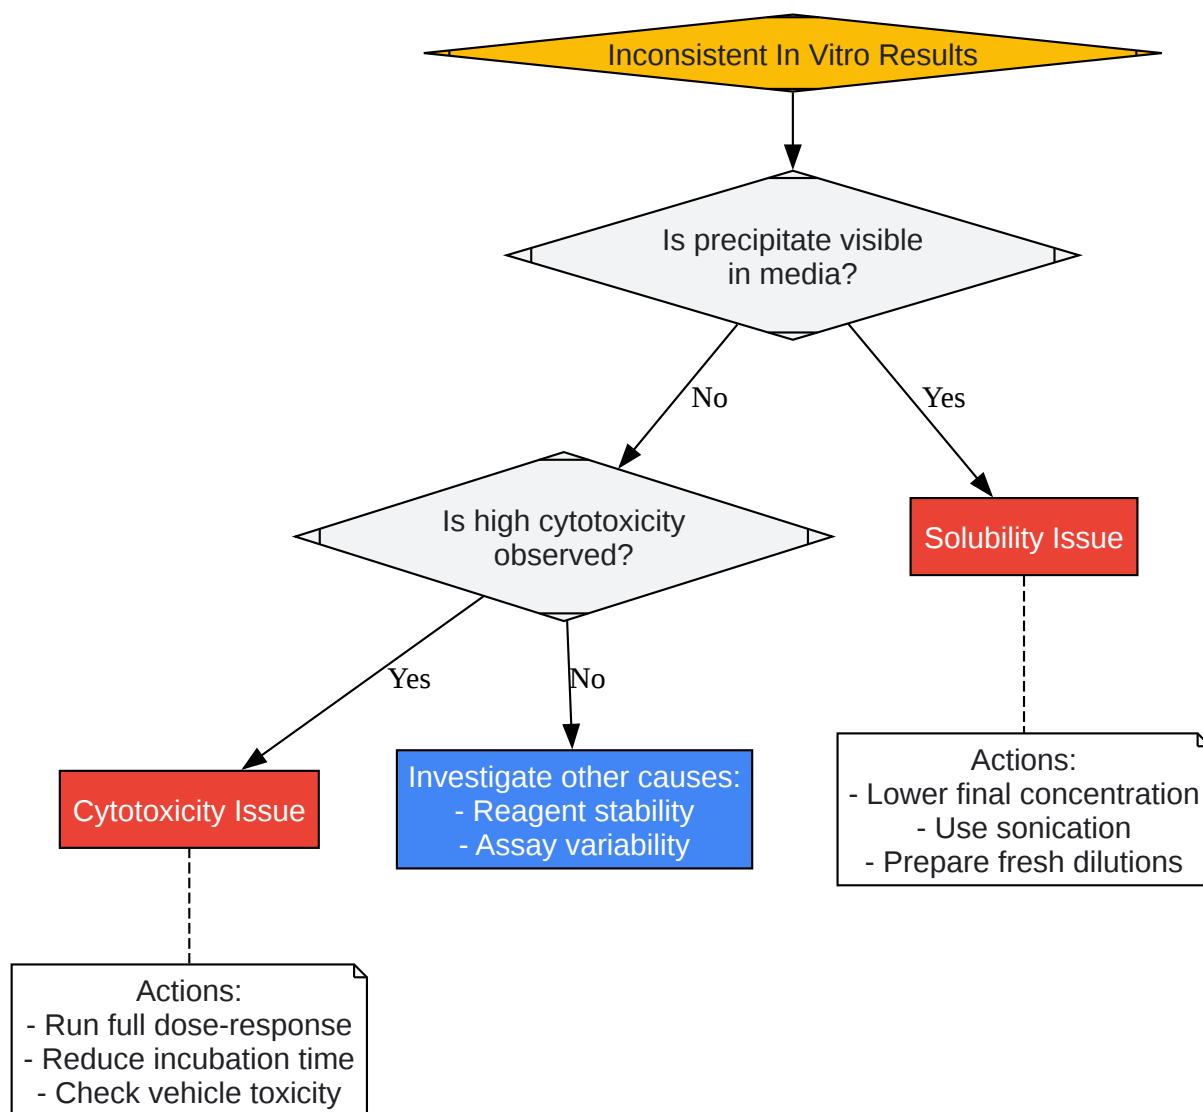 Inconsistent In Vitro Results
Is precipitate visible
in media?
No
Yes
Is high cytotoxicity
observed?
Solubility Issue
Yes
No
Cytotoxicity Issue
Investigate other causes:
- Reagent stability
- Assay variability
Actions:
- Lower final concentration
- Use sonication
- Prepare fresh dilutions
Actions:
- Run full dose-response
- Reduce incubation time
- Check vehicle toxicity